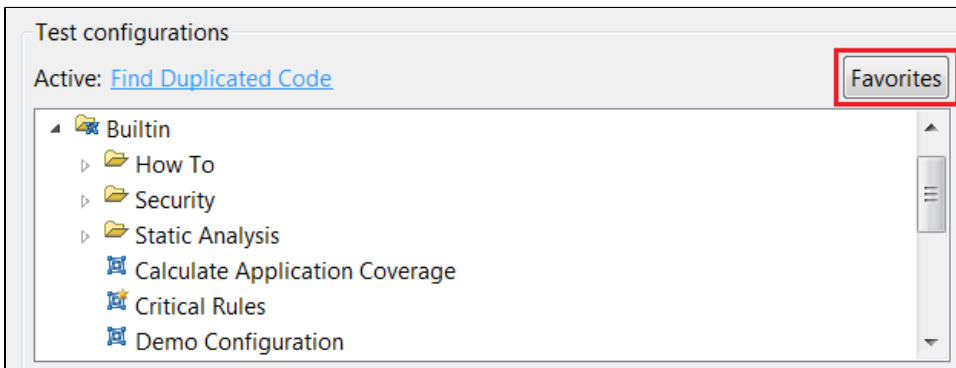 Test configurations
Active: Find Duplicated Code
Favorites
Builtin
How To
Security
Static Analysis
Calculate Application Coverage
Critical Rules
Demo Configuration